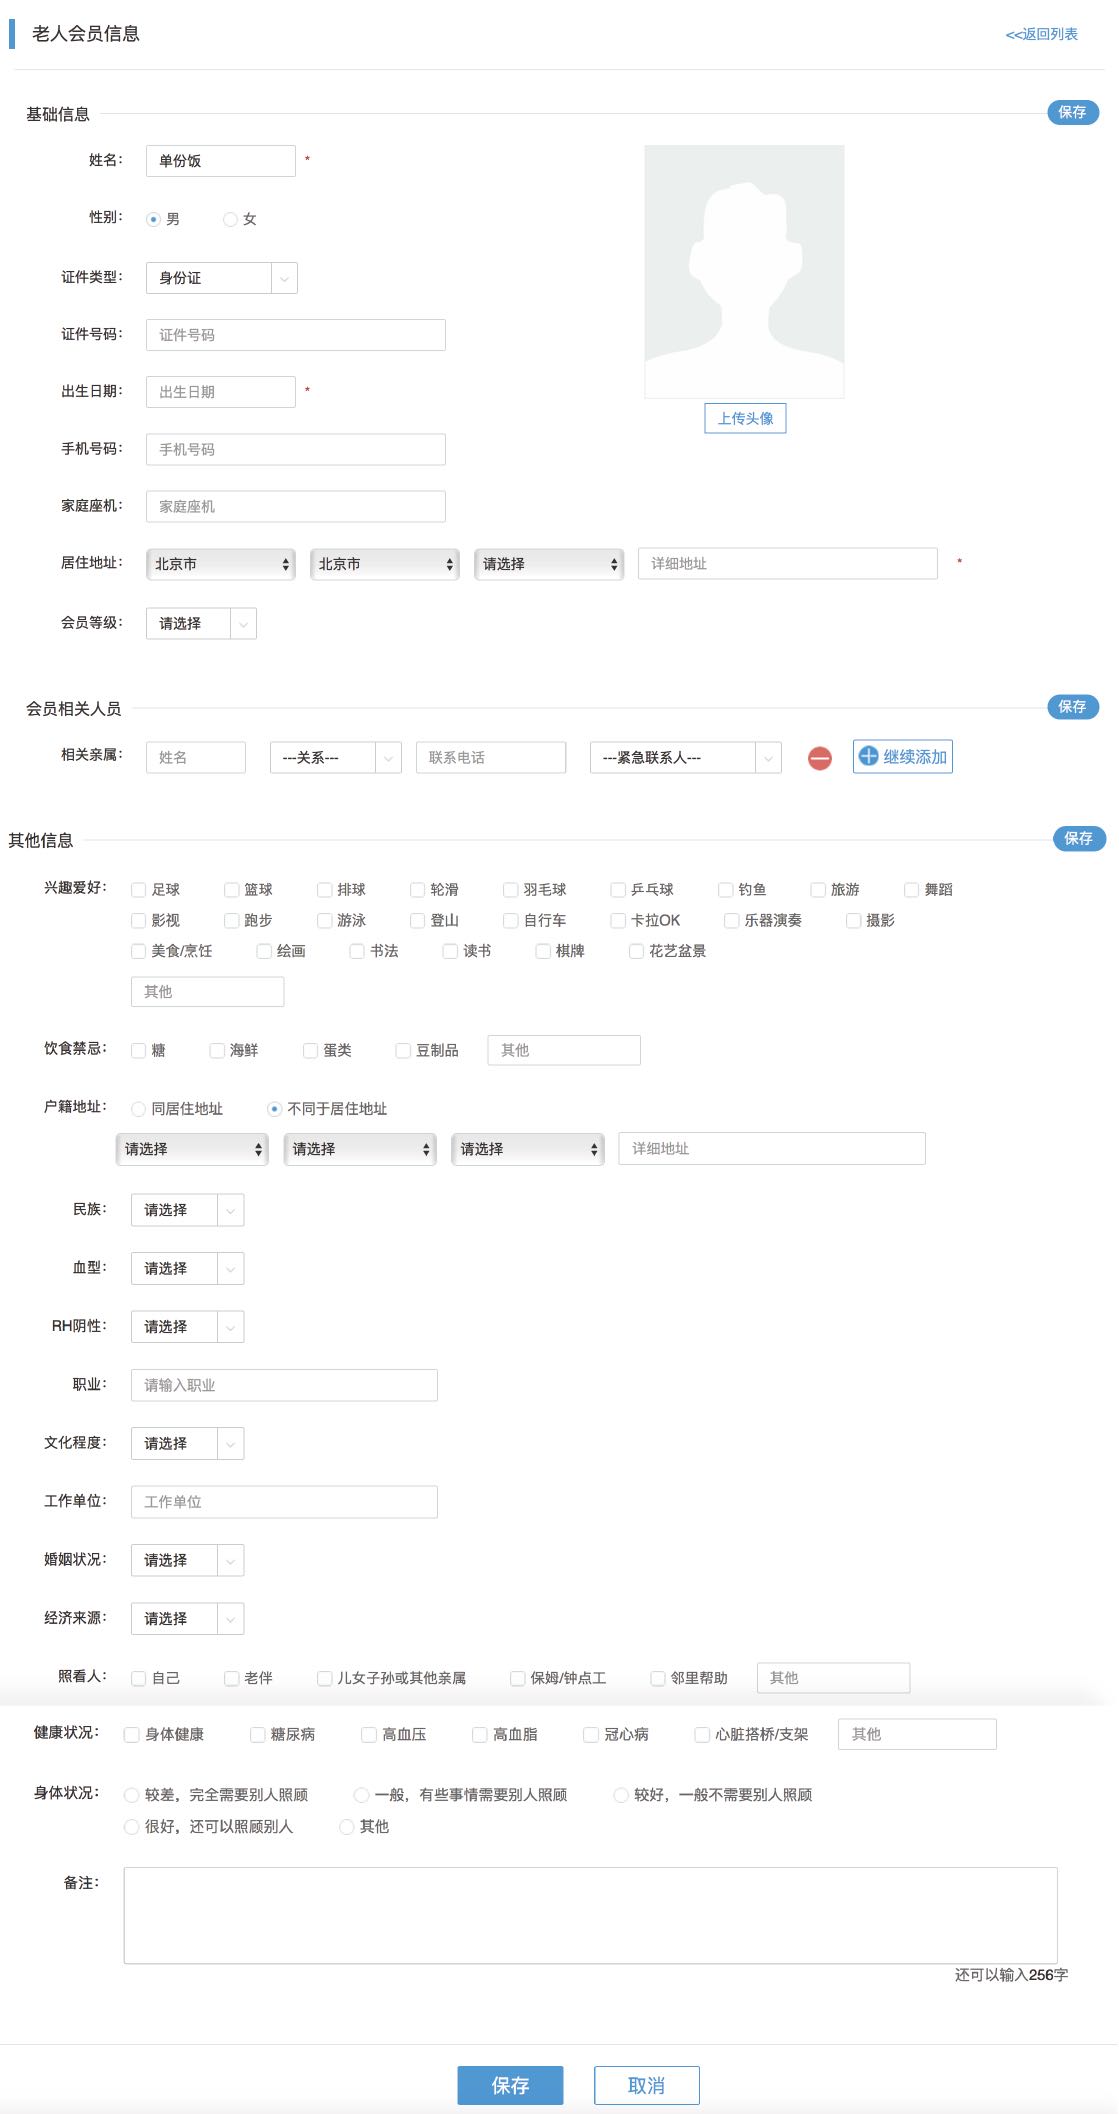 老人会员信息 <<返回列表
基础信息 保存
姓名： 单份饭 *
性别： 男 女
证件类型： 身份证
证件号码： 证件号码
出生日期： 出生日期 *
上传头像
手机号码： 手机号码
家庭座机： 家庭座机
居住地址： 北京市 北京市 请选择 详细地址 *
会员等级： 请选择
会员相关人员 保存
相关亲属： 姓名 ---关系--- 联系电话 ---紧急联系人--- 继续添加
其他信息 保存
兴趣爱好： 足球 篮球 排球 轮滑 羽毛球 乒乓球 钓鱼 旅游 舞蹈
影视 跑步 游泳 登山 自行车 卡拉OK 乐器演奏 摄影
美食/烹饪 绘画 书法 读书 棋牌 花艺盆景
其他
饮食禁忌： 糖 海鲜 蛋类 豆制品 其他
户籍地址： 同居住地址 不同于居住地址
请选择 请选择 请选择 详细地址
民族： 请选择
血型： 请选择
RH阴性： 请选择
职业： 请输入职业
文化程度： 请选择
工作单位： 工作单位
婚姻状况： 请选择
经济来源： 请选择
照看人： 自己 老伴 儿女子孙或其他亲属 保姆/钟点工 邻里帮助 其他
健康状况： 身体健康 糖尿病 高血压 高血脂 冠心病 心脏搭桥/支架 其他
身体状况： 较差，完全需要别人照顾 一般，有些事情需要别人照顾 较好，一般不需要别人照顾
很好，还可以照顾别人 其他
备注：
还可以输入256字
保存 取消